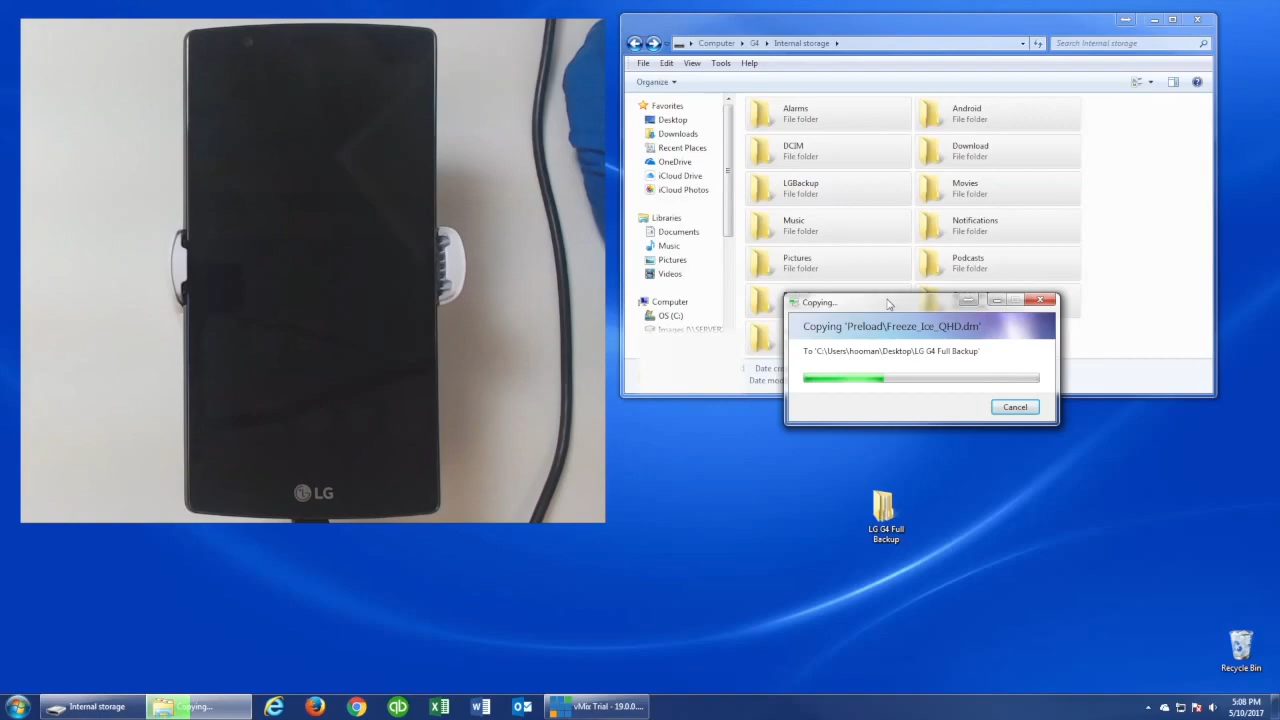 LG
Computer
G4
Internal storage
Search Internal storage
File
Edit
View
Tools
Help
Organize
Favorites
Desktop
Downloads
Recent Places
OneDrive
iCloud Drive
iCloud Photos
Libraries
Documents
Music
Pictures
Videos
Computer
OS (C:)
Alarms
File folder
Android
File folder
DCIM
File folder
Download
File folder
LGBackup
File folder
Movies
File folder
Music
File folder
Notifications
File folder
Pictures
File folder
Podcasts
File folder
Date
Date
Copying...
Copying 'Preload\Freeze_Ice_QHD.dm'
To 'C:\Users\hooman\Desktop\LG G4 Full Backup'
Cancel
LG G4 Full
Backup
Recycle Bin
Internal storage
Copying...
vMix Trial - 19.0.0....
5:08 PM
5/10/2017